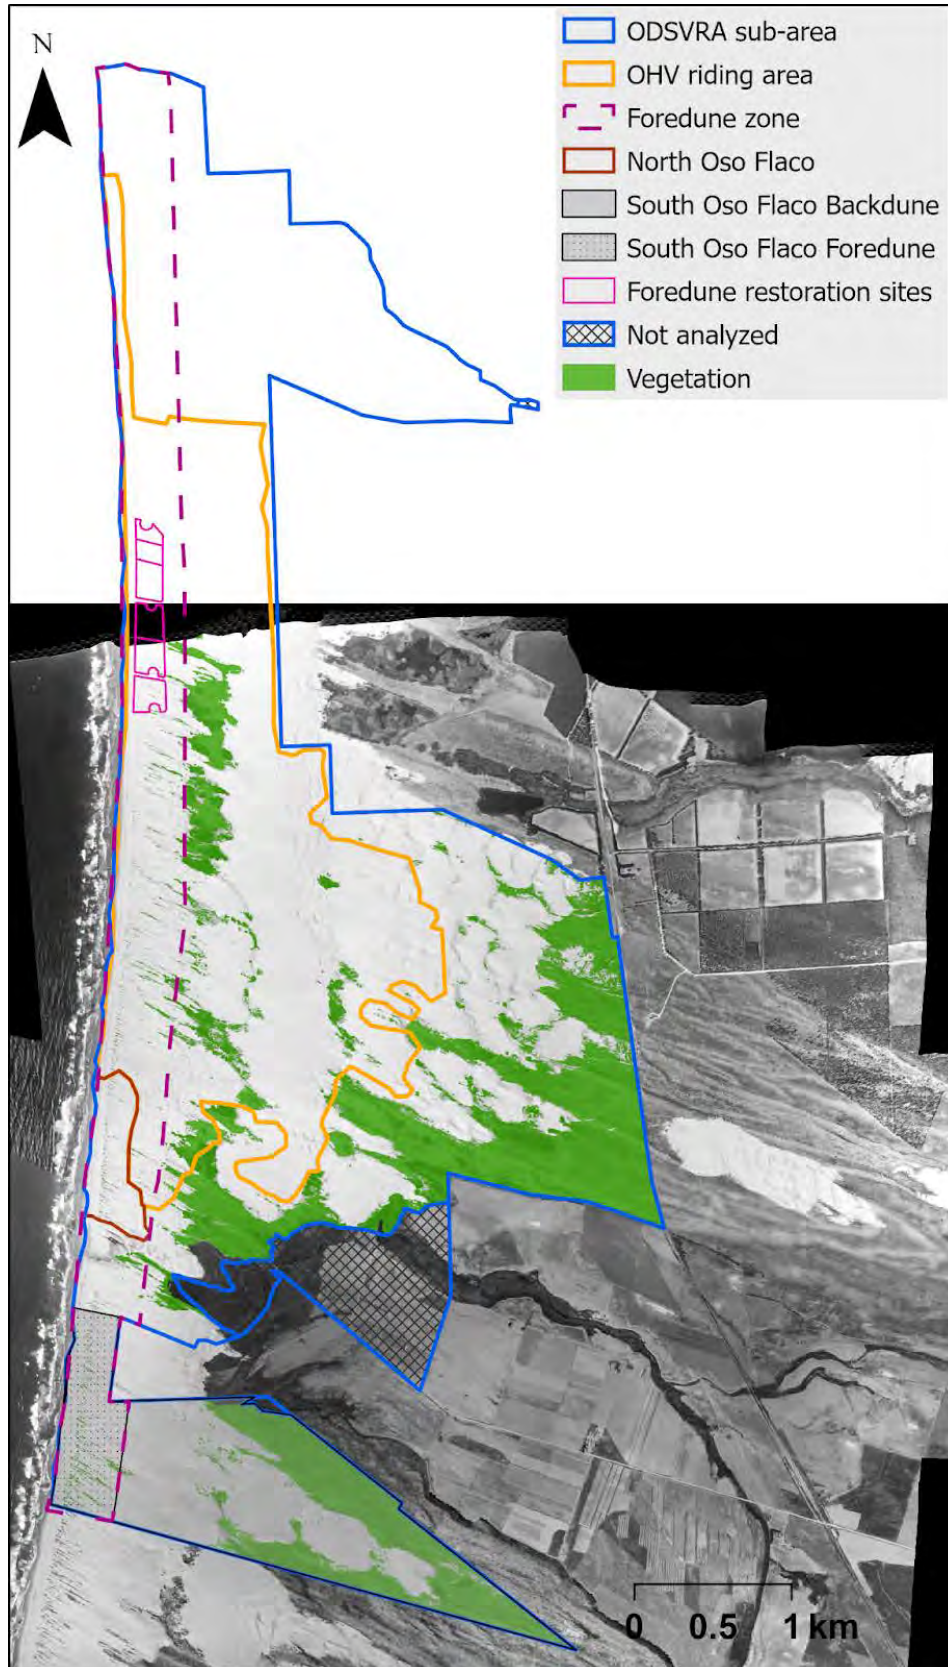 N
ODSVRA sub-area
OHV riding area
Foredune zone
North Oso Flaco
South Oso Flaco Backdune
South Oso Flaco Foredune
Foredune restoration sites
Not analyzed
Vegetation
0 0.5 1 km